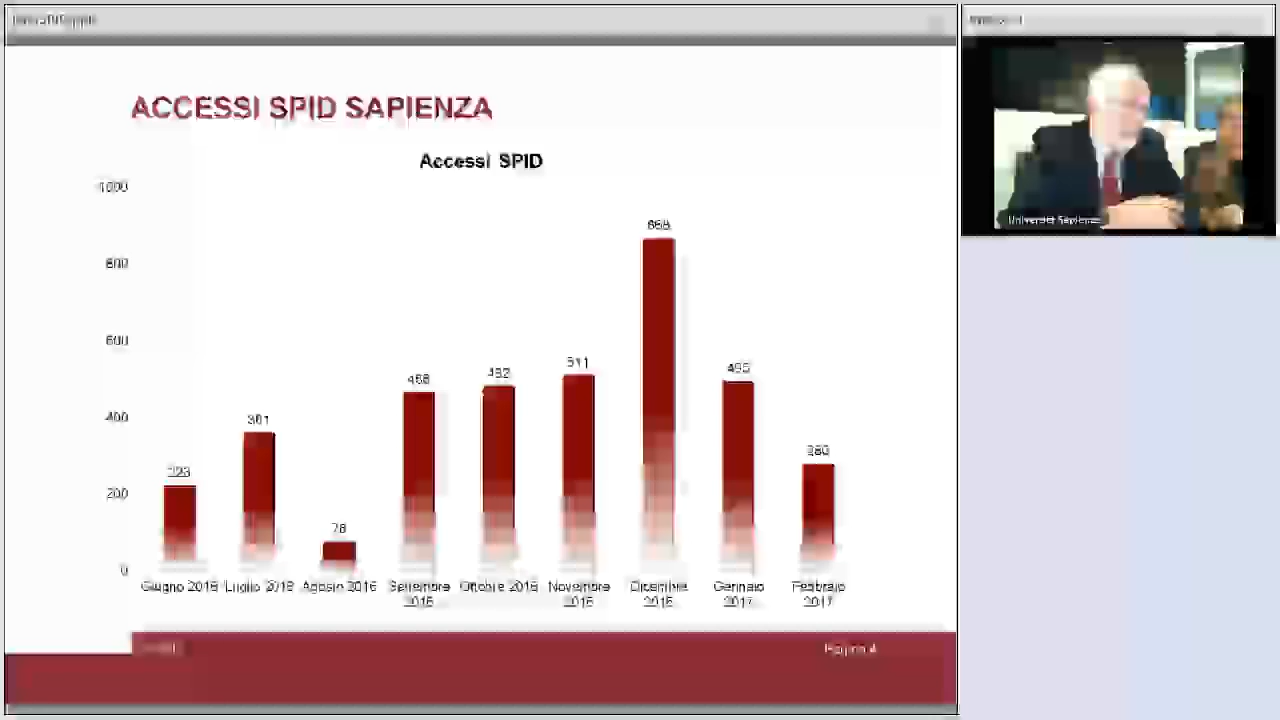 ACCESSI SPID SAPIENZA
Accessi SPID
1000
800
600
400
200
0
223
361
78
482
511
868
495
280
Giugno 2016
Luglio 2016
Agosto 2016
Settembre 2016
Ottobre 2016
Novembre 2016
Dicembre 2016
Gennaio 2017
Febbraio 2017
Pagina 4
Università Sapienza